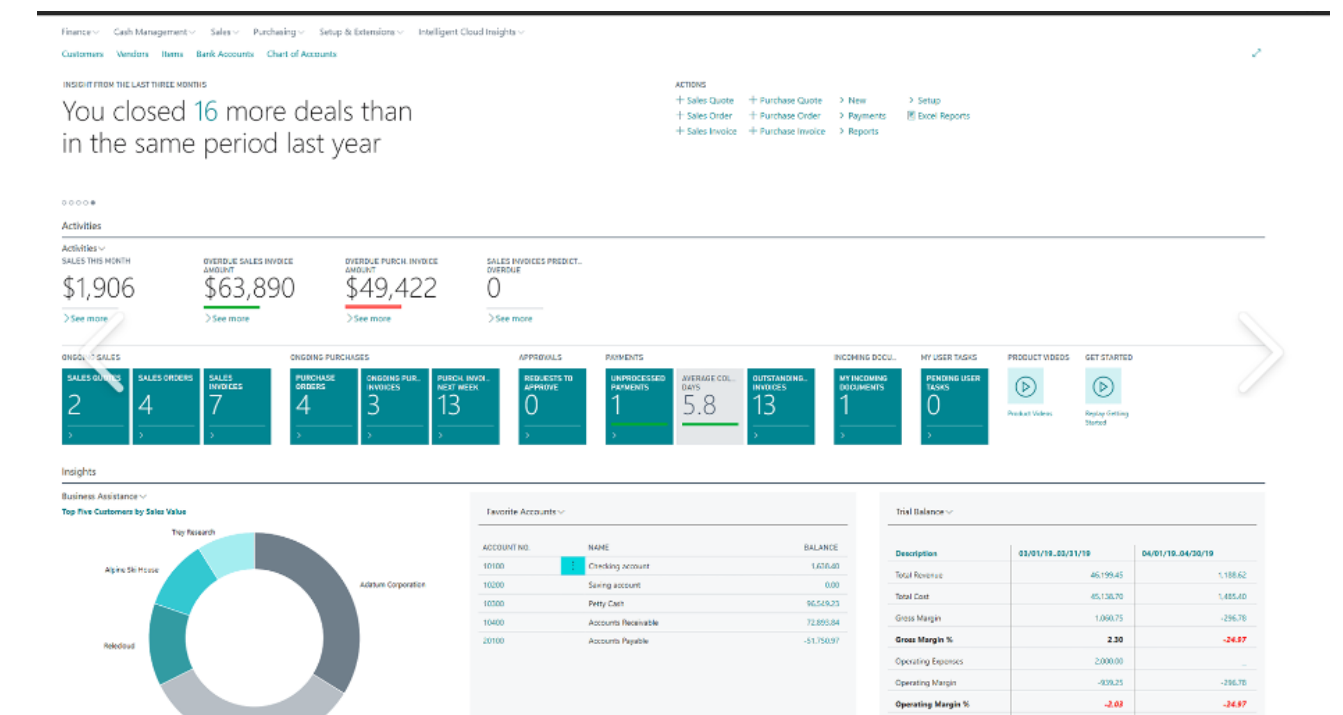 Finance Cash Management Sales Purchasing Setup & Extensions Intelligent Cloud Insights
Customers Vendors Items Bank Accounts Chart of Accounts
INSIGHT FROM THE LAST THREE MONTHS
You closed 16 more deals than
in the same period last year
ACTIONS
+ Sales Quote + Purchase Quote > New > Setup
+ Sales Order + Purchase Order > Payments Excel Reports
+ Sales Invoice + Purchase Invoice > Reports
Activities
Activities
SALES THIS MONTH
$1,906
> See more
OVERDUE SALES INVOICE
AMOUNT
$63,890
> See more
OVERDUE PURCH. INVOICE
AMOUNT
$49,422
> See more
SALES INVOICES PREDICT...
OVERDUE
0
> See more
ONGOING SALES
SALES QUOTES
2
SALES ORDERS
4
SALES
INVOICES
7
ONGOING PURCHASES
PURCHASE
ORDERS
4
ONGOING PUR...
INVOICES
3
PURCH. INVOI...
NEXT WEEK
13
APPROVALS
REQUESTS TO
APPROVE
0
PAYMENTS
UNPROCESSED
PAYMENTS
1
AVERAGE COL...
DAYS
5.8
OUTSTANDING...
INVOICES
13
INCOMING DOCU...
MY INCOMING
DOCUMENTS
1
MY USER TASKS
PENDING USER
TASKS
0
PRODUCT VIDEOS
Product Videos
GET STARTED
Replay Getting
Started
Insights
Business Assistance
Top Five Customers by Sales Value
Trey Research
Alpine Ski House
Adatum Corporation
Relecloud
Favorite Accounts
ACCOUNT NO. NAME BALANCE
10100 Checking account 1,638.40
10200 Saving account 0.00
10300 Petty Cash 96,549.23
10400 Accounts Receivable 72,895.84
20100 Accounts Payable -51,750.97
Trial Balance
Description 03/01/19..03/31/19 04/01/19..04/30/19
Total Revenue 46,199.45 1,188.62
Total Cost 45,138.70 1,485.40
Gross Margin 1,060.75 -296.78
Gross Margin % 2.30 -24.97
Operating Expenses 2,000.00 _
Operating Margin -939.25 -296.78
Operating Margin % -2.03 -24.97